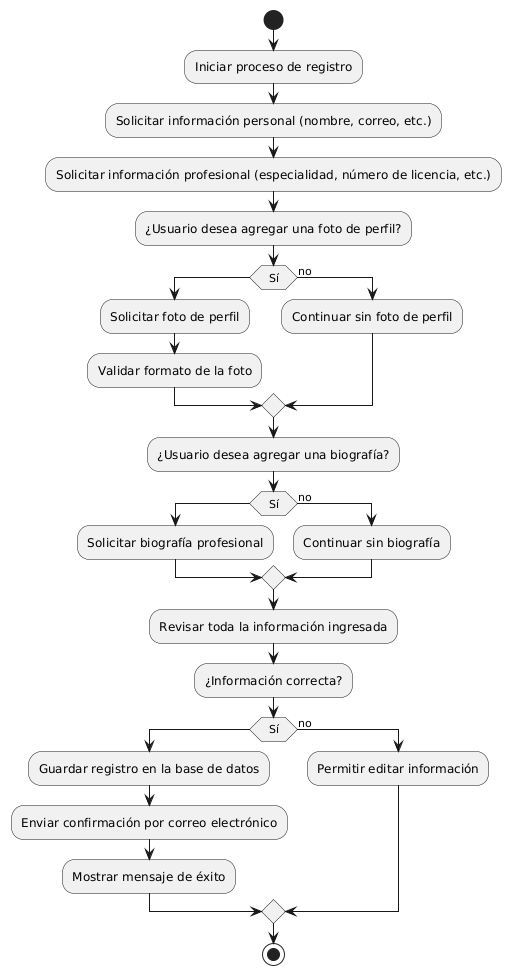 Iniciar proceso de registro
Solicitar información personal (nombre, correo, etc.)
Solicitar información profesional (especialidad, número de licencia, etc.)
¿Usuario desea agregar una foto de perfil?
Sí
no
Solicitar foto de perfil
Continuar sin foto de perfil
Validar formato de la foto
¿Usuario desea agregar una biografía?
Sí
no
Solicitar biografía profesional
Continuar sin biografía
Revisar toda la información ingresada
¿Información correcta?
Sí
no
Guardar registro en la base de datos
Permitir editar información
Enviar confirmación por correo electrónico
Mostrar mensaje de éxito